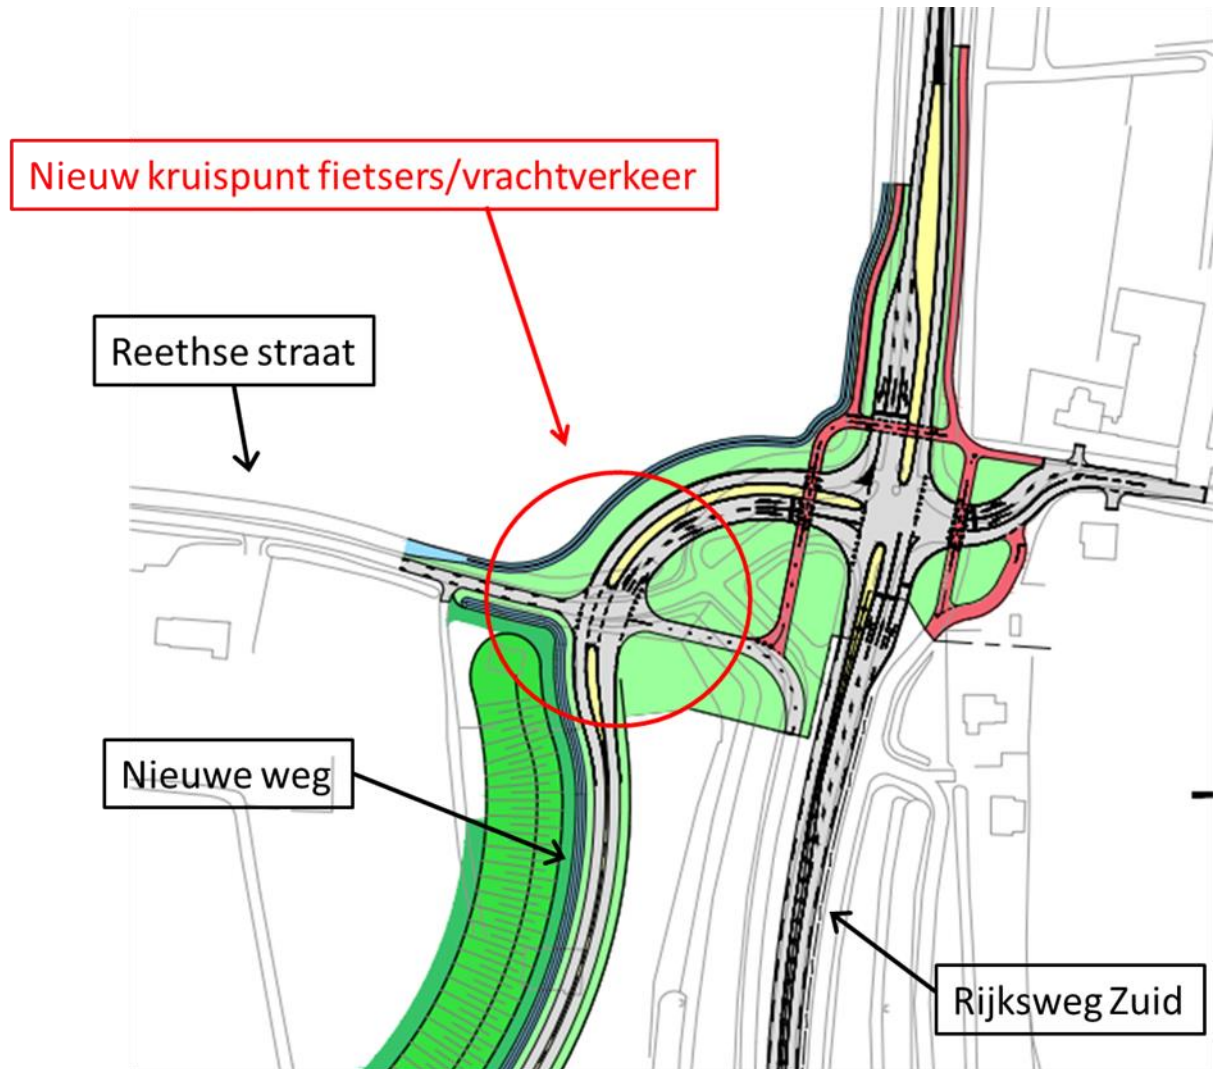 Nieuw kruispunt fietsers/vrachtverkeer
Reethse straat
Nieuwe weg
Rijksweg Zuid